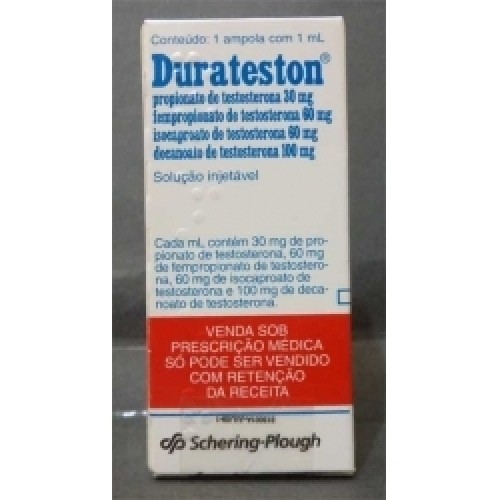 Conteúdo: 1 ampola com 1 mL
Durateston®
propionato de testosterona 30 mg
fempropionato de testosterona 60 mg
isocaproato de testosterona 60 mg
decanoato de testosterona 100 mg
Solução injetável
Cada mL contém 30 mg de pro-
pionato de testosterona, 60 mg
de fempropionato de testostero-
na, 60 mg de isocaproato de
testosterona e 100 mg de deca-
noato de testosterona.
VENDA SOB
PRESCRIÇÃO MÉDICA
SÓ PODE SER VENDIDO
COM RETENÇÃO
DA RECEITA
Schering-Plough